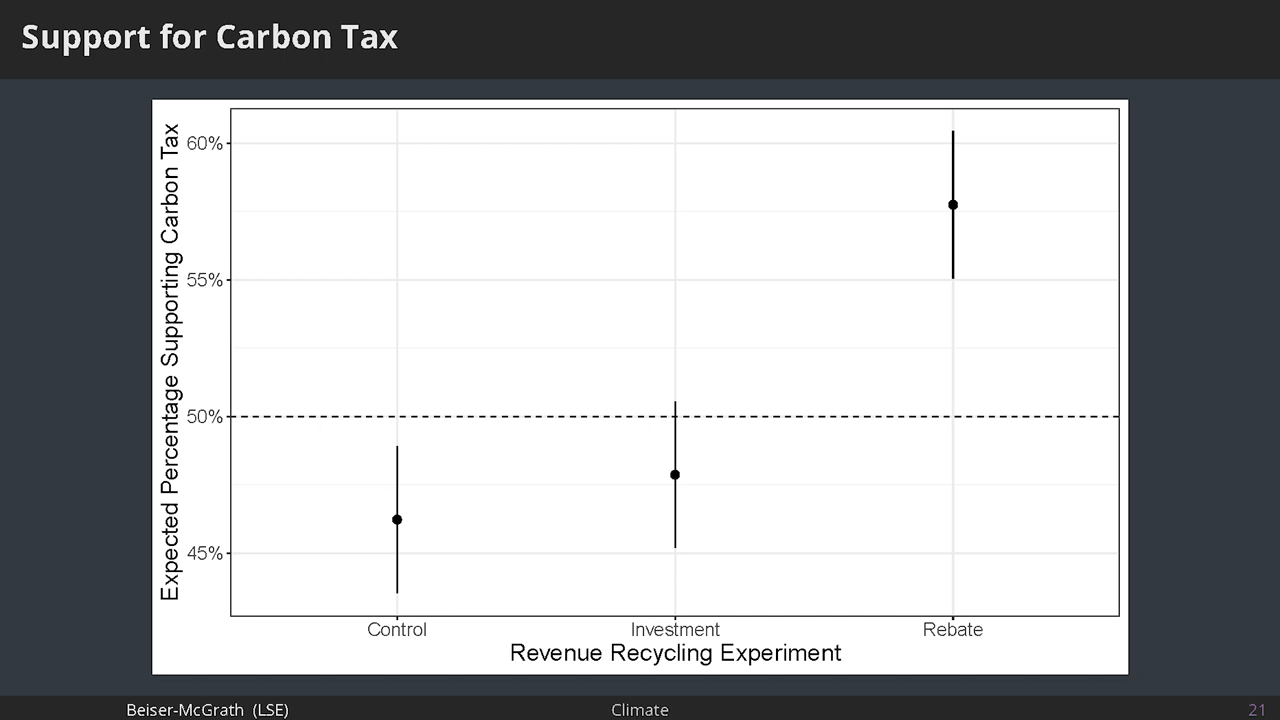 Support for Carbon Tax
Expected Percentage Supporting Carbon Tax
60%
55%
50%
45%
Control Investment Rebate
Revenue Recycling Experiment
Beiser-McGrath (LSE) Climate 21